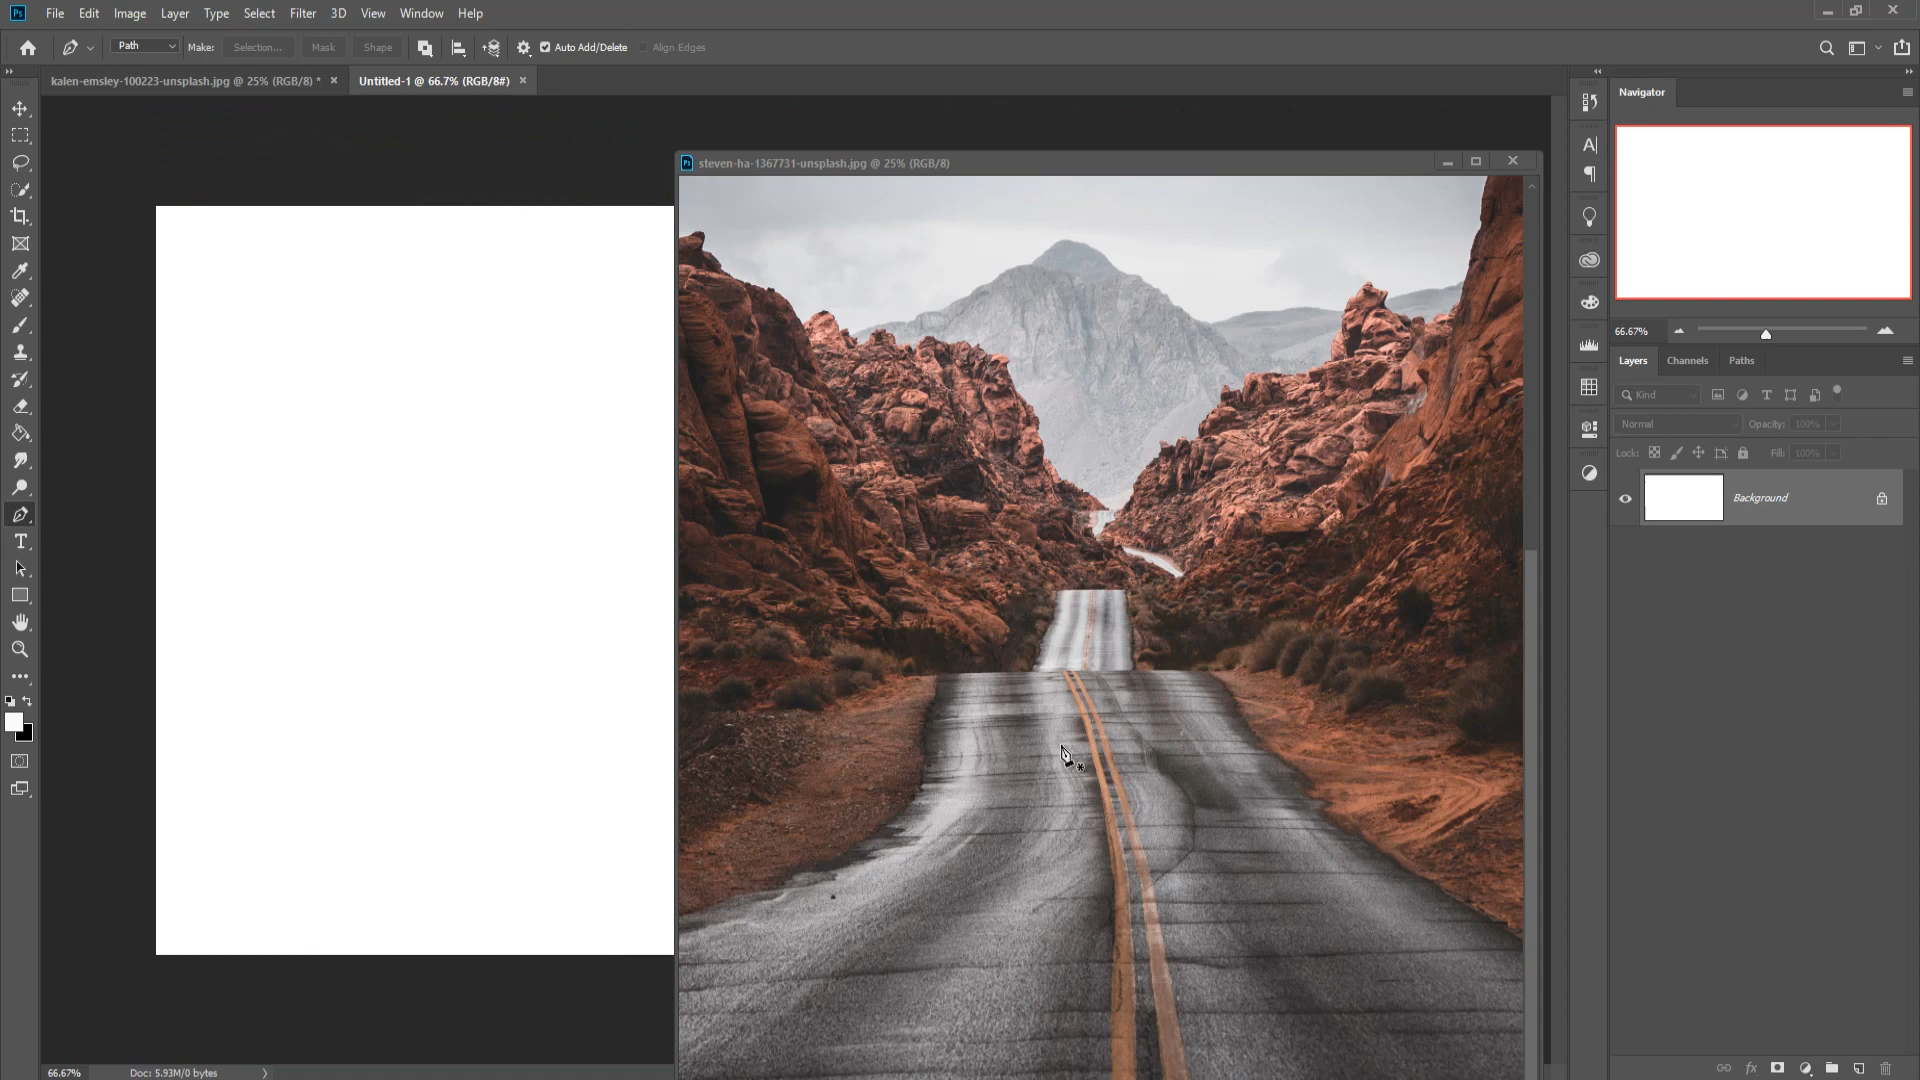 Ps File Edit Image Layer Type Select Filter 3D View Window Help
Path Make: Selection... Mask Shape Auto Add/Delete Align Edges
kalen-emsley-100223-unsplash.jpg @ 25% (RGB/8) * × Untitled-1 @ 66.7% (RGB/8#) ×
Navigator
Ps steven-ha-1367731-unsplash.jpg @ 25% (RGB/8)
66.67%
Layers Channels Paths
Kind
Normal Opacity: 100%
Lock: Fill: 100%
Background
66.67% Doc: 5.93M/0 bytes